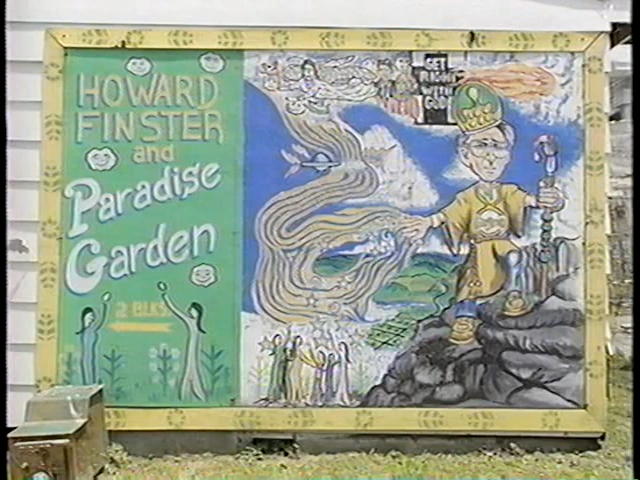 HOWARD
FINSTER
and
Paradise
Garden
2 BLKS
GET
RIGHT
WITH
GOD